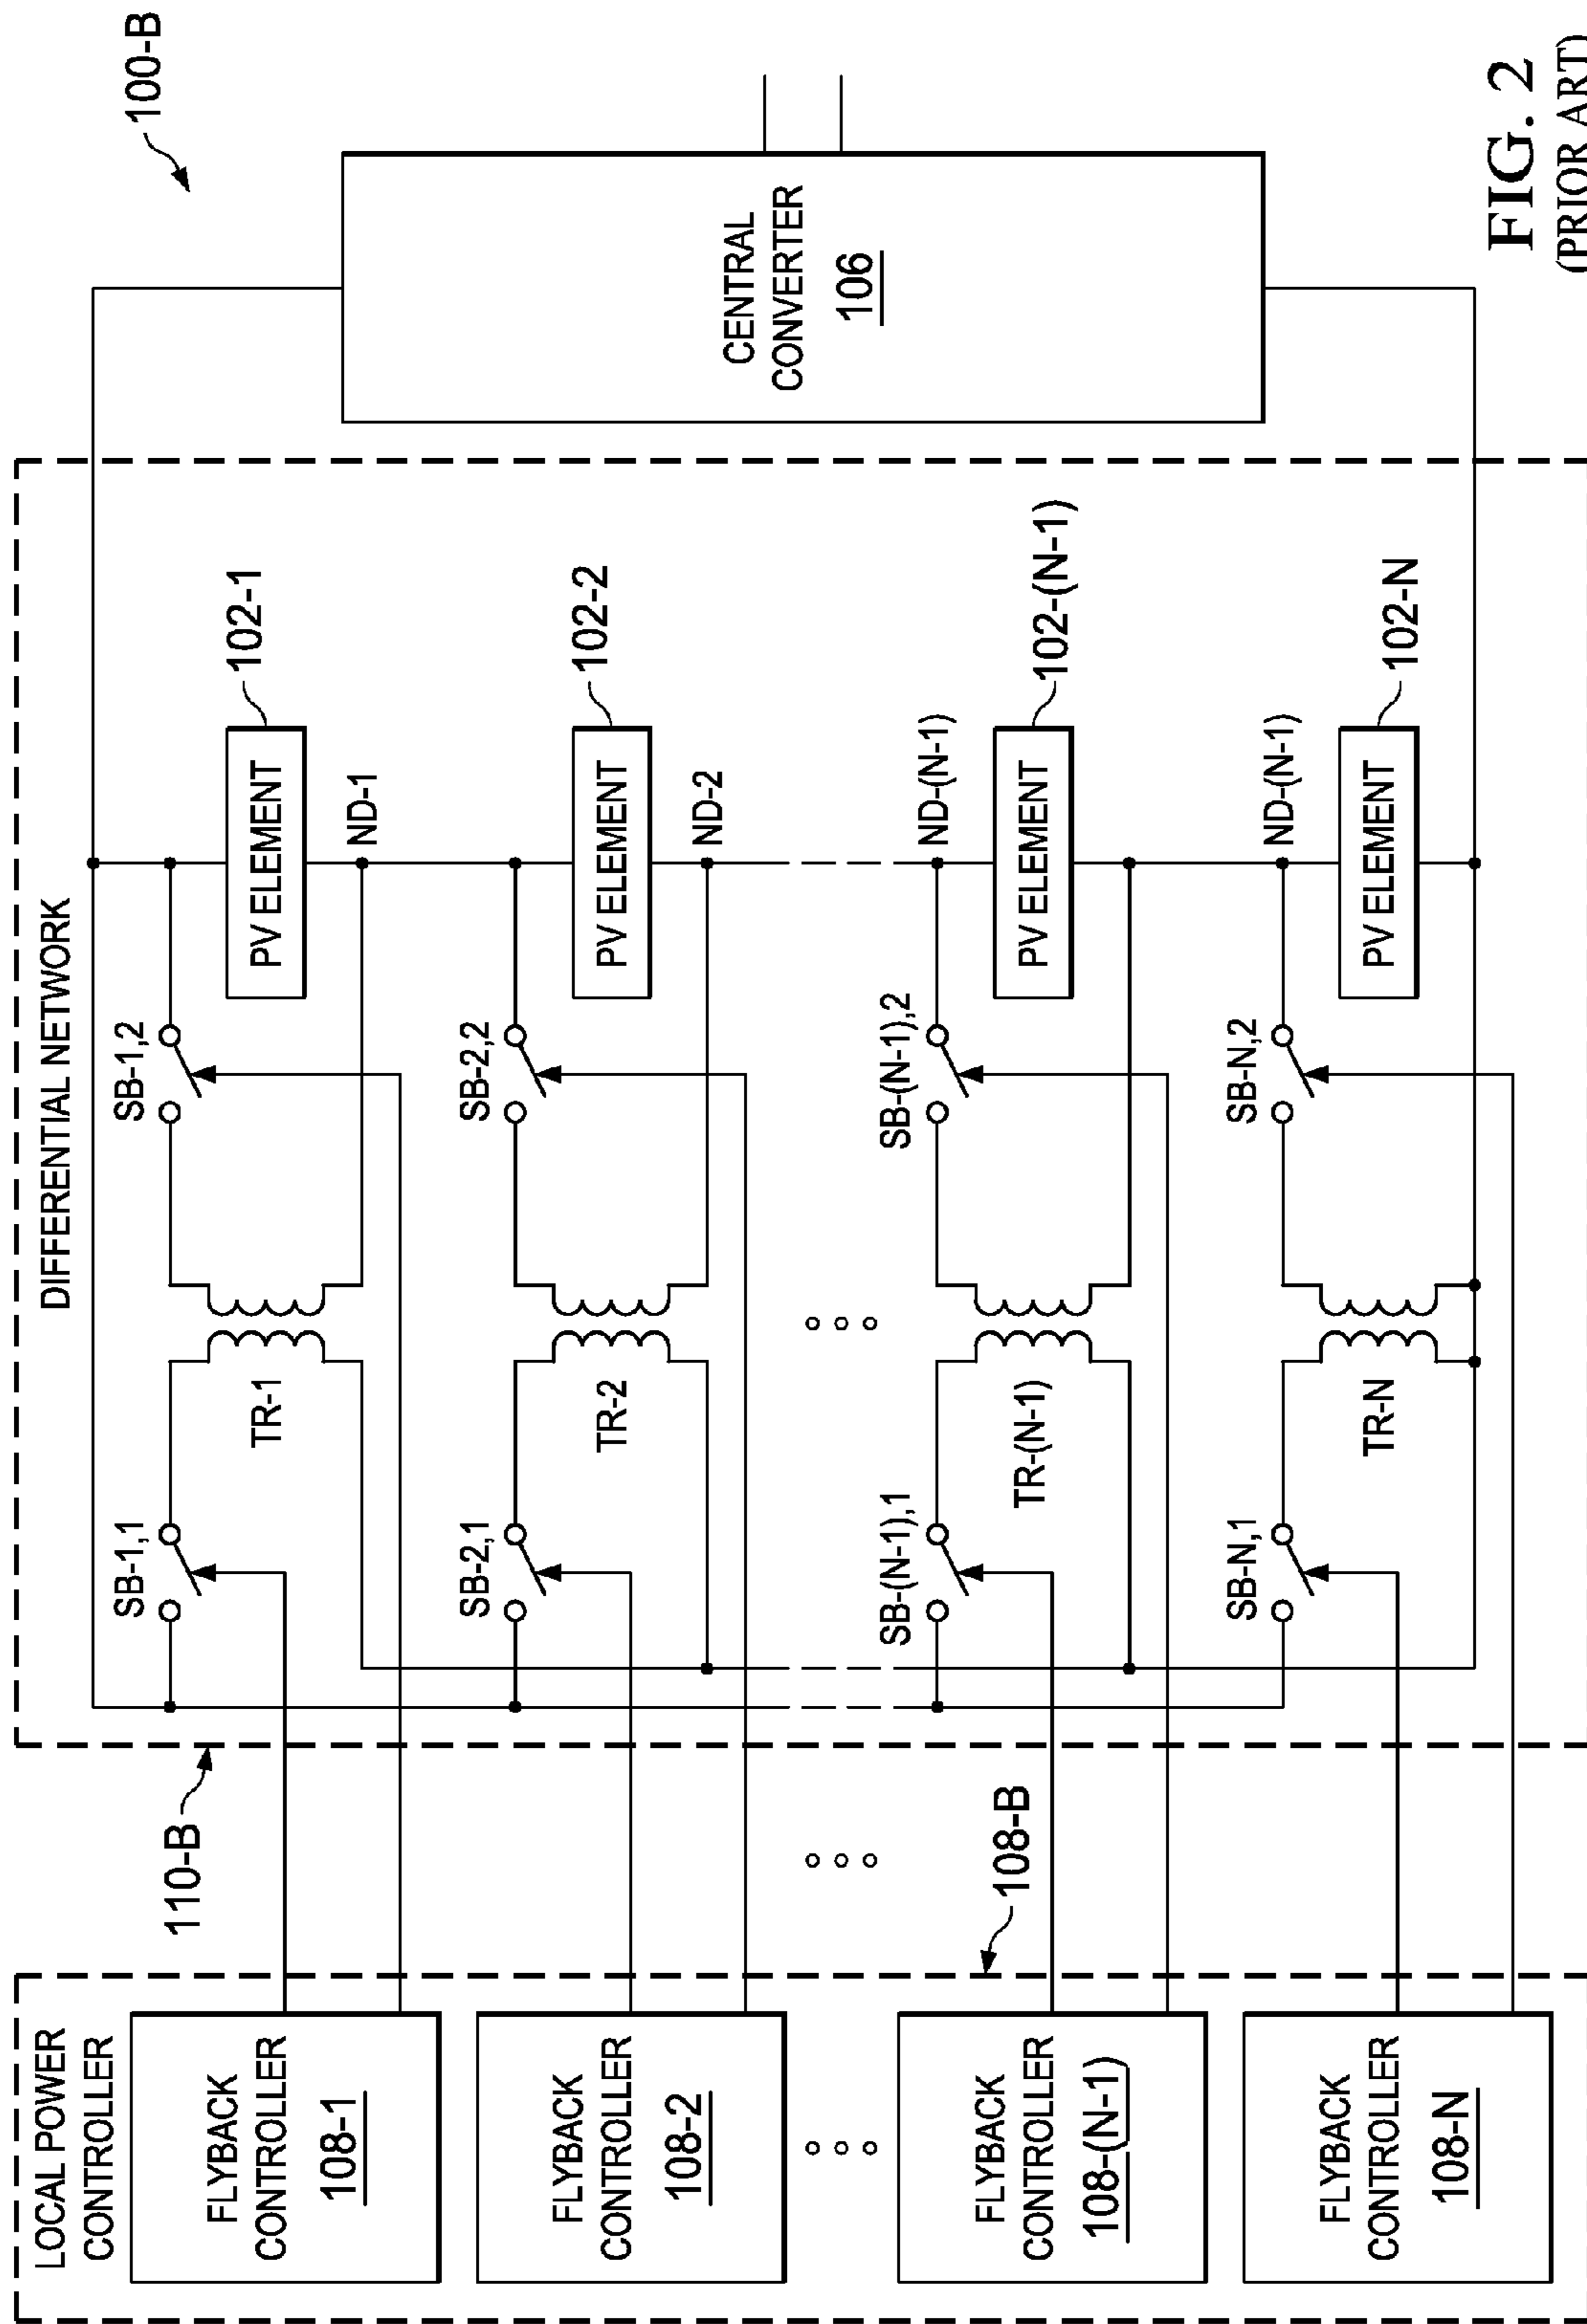 100-B
DIFFERENTIAL NETWORK
LOCAL POWER
CONTROLLER
110-B
SB-1,1
SB-1,2
TR-1
PV ELEMENT
102-1
ND-1
FLYBACK
CONTROLLER
108-1
SB-2,1
SB-2,2
TR-2
PV ELEMENT
102-2
ND-2
FLYBACK
CONTROLLER
108-2
CENTRAL
CONVERTER
106
108-B
SB-(N-1),1
SB-(N-1),2
TR-(N-1)
ND-(N-1)
PV ELEMENT
102-(N-1)
FLYBACK
CONTROLLER
108-(N-1)
SB-N,1
SB-N,2
TR-N
ND-(N-1)
PV ELEMENT
102-N
FLYBACK
CONTROLLER
108-N
FIG. 2
(PRIOR ART)